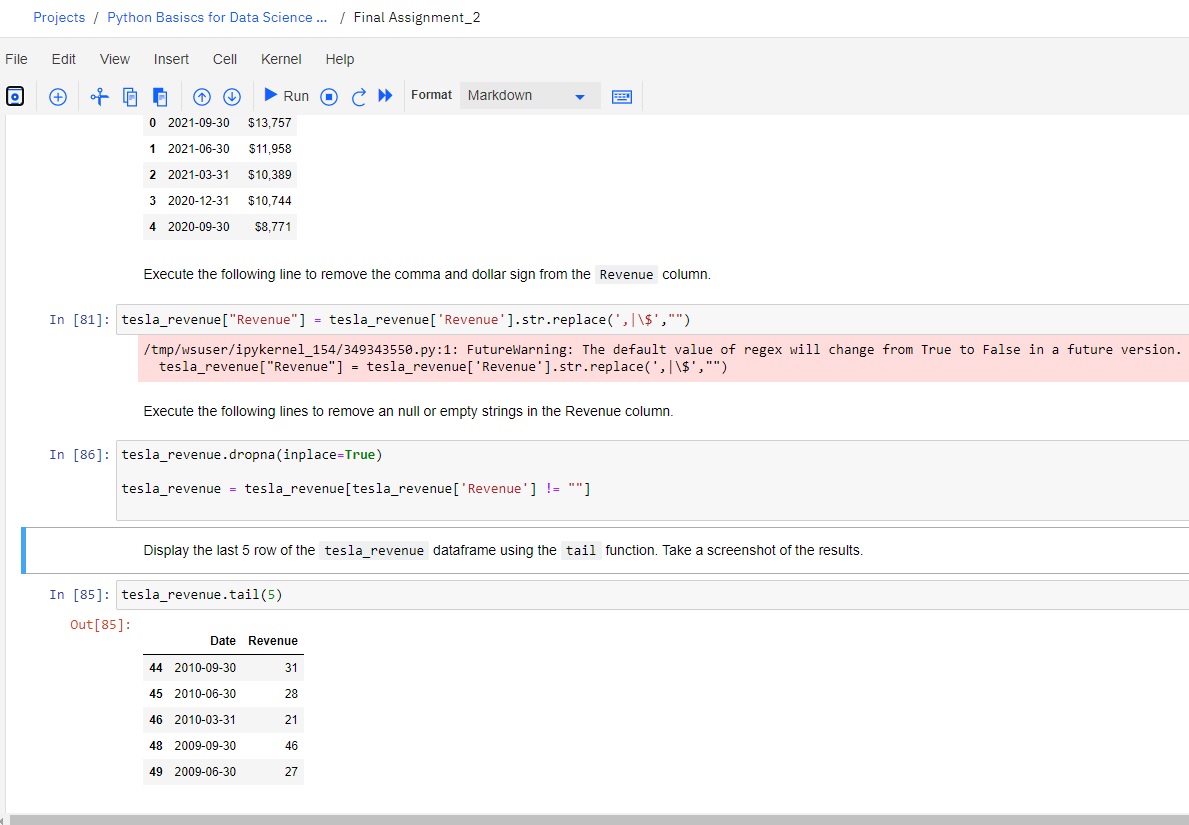 Projects / Python Basiscs for Data Science ... / Final Assignment_2
File Edit View Insert Cell Kernel Help
Run Format Markdown
0 2021-09-30 $13,757
1 2021-06-30 $11,958
2 2021-03-31 $10,389
3 2020-12-31 $10,744
4 2020-09-30 $8,771
Execute the following line to remove the comma and dollar sign from the Revenue column.
In [81]: tesla_revenue["Revenue"] = tesla_revenue['Revenue'].str.replace(',|\$',"")
/tmp/wsuser/ipykernel_154/349343550.py:1: FutureWarning: The default value of regex will change from True to False in a future version.
tesla_revenue["Revenue"] = tesla_revenue['Revenue'].str.replace(',|\$',"")
Execute the following lines to remove an null or empty strings in the Revenue column.
In [86]: tesla_revenue.dropna(inplace=True)
tesla_revenue = tesla_revenue[tesla_revenue['Revenue'] != ""]
Display the last 5 row of the tesla_revenue dataframe using the tail function. Take a screenshot of the results.
In [85]: tesla_revenue.tail(5)
Out[85]:
Date Revenue
44 2010-09-30 31
45 2010-06-30 28
46 2010-03-31 21
48 2009-09-30 46
49 2009-06-30 27